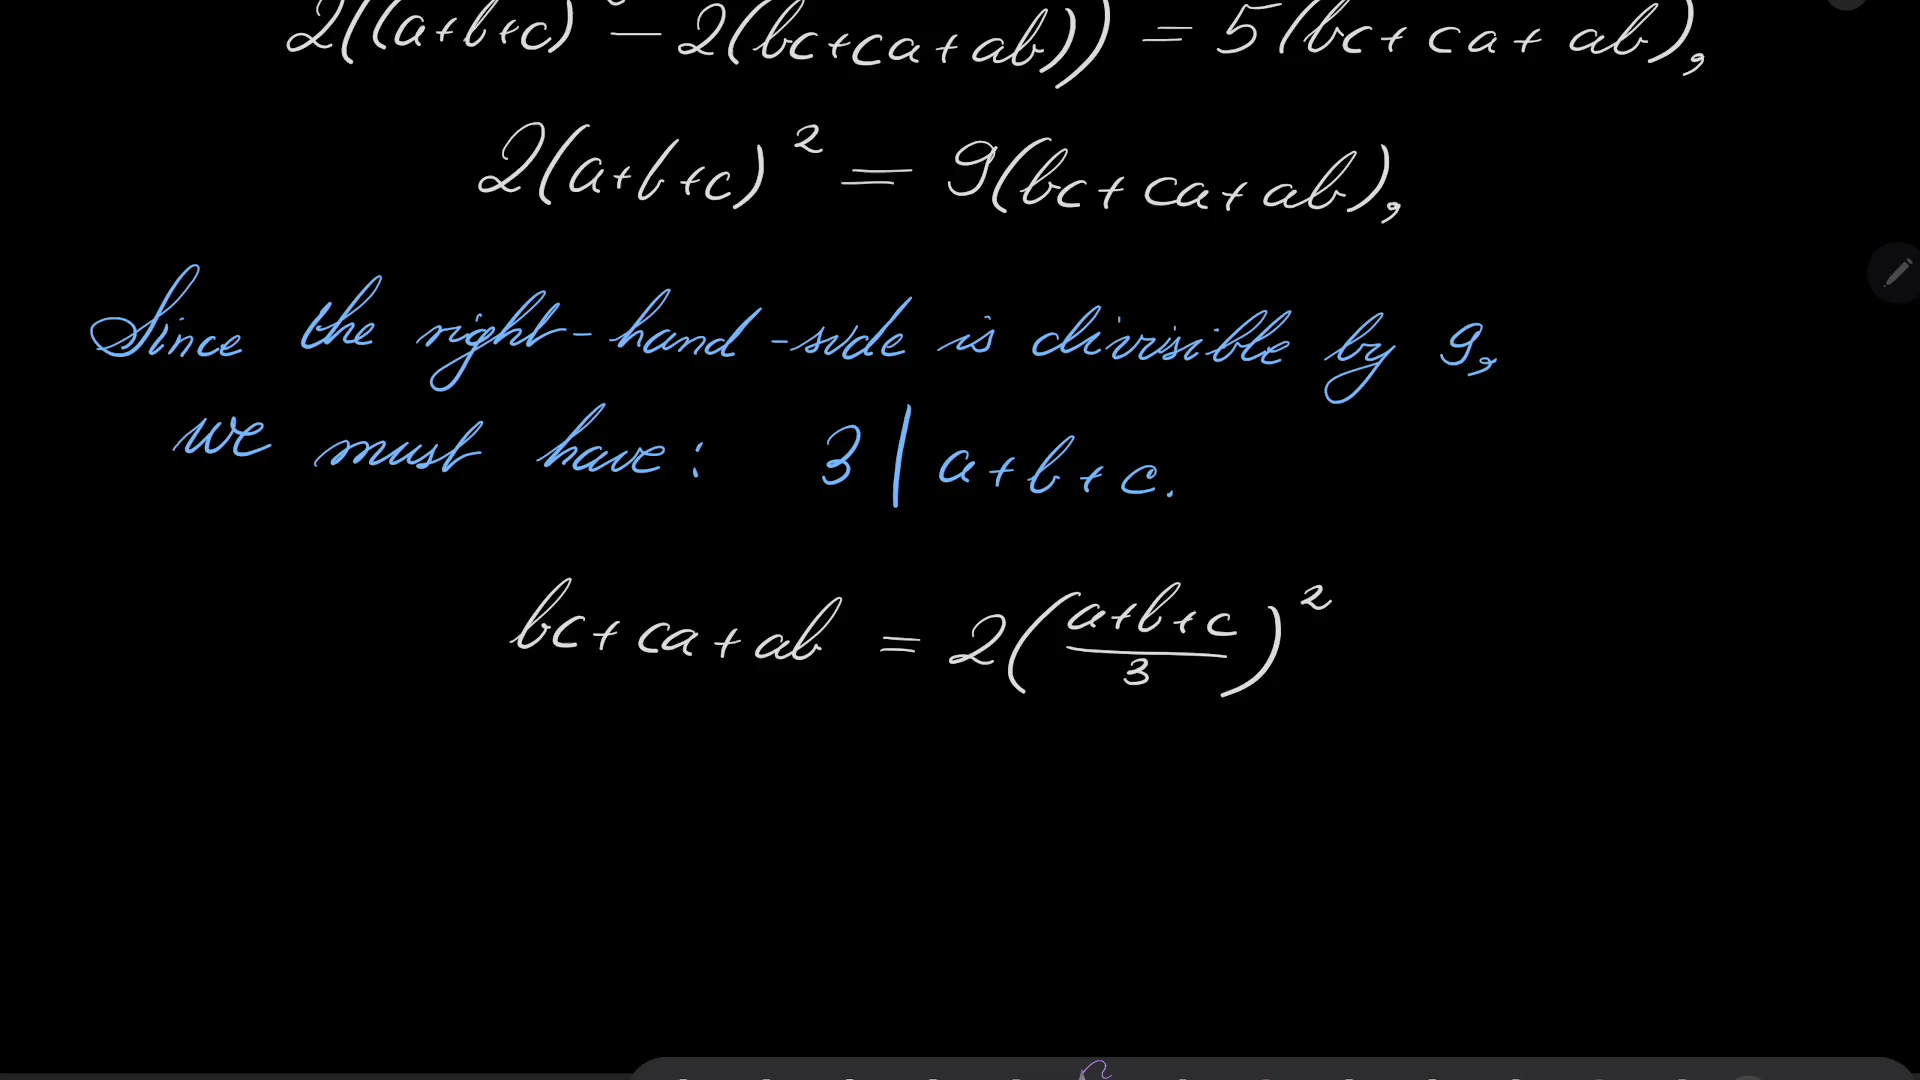 2((a+b+c)² - 2(bc+ca+ab)) = 5(bc+ca+ab),
2(a+b+c)² = 9(bc+ca+ab),
Since the right-hand-side is divisible by 9,
we must have: 3 | a+b+c.
bc+ca+ab = 2((a+b+c)/3)²